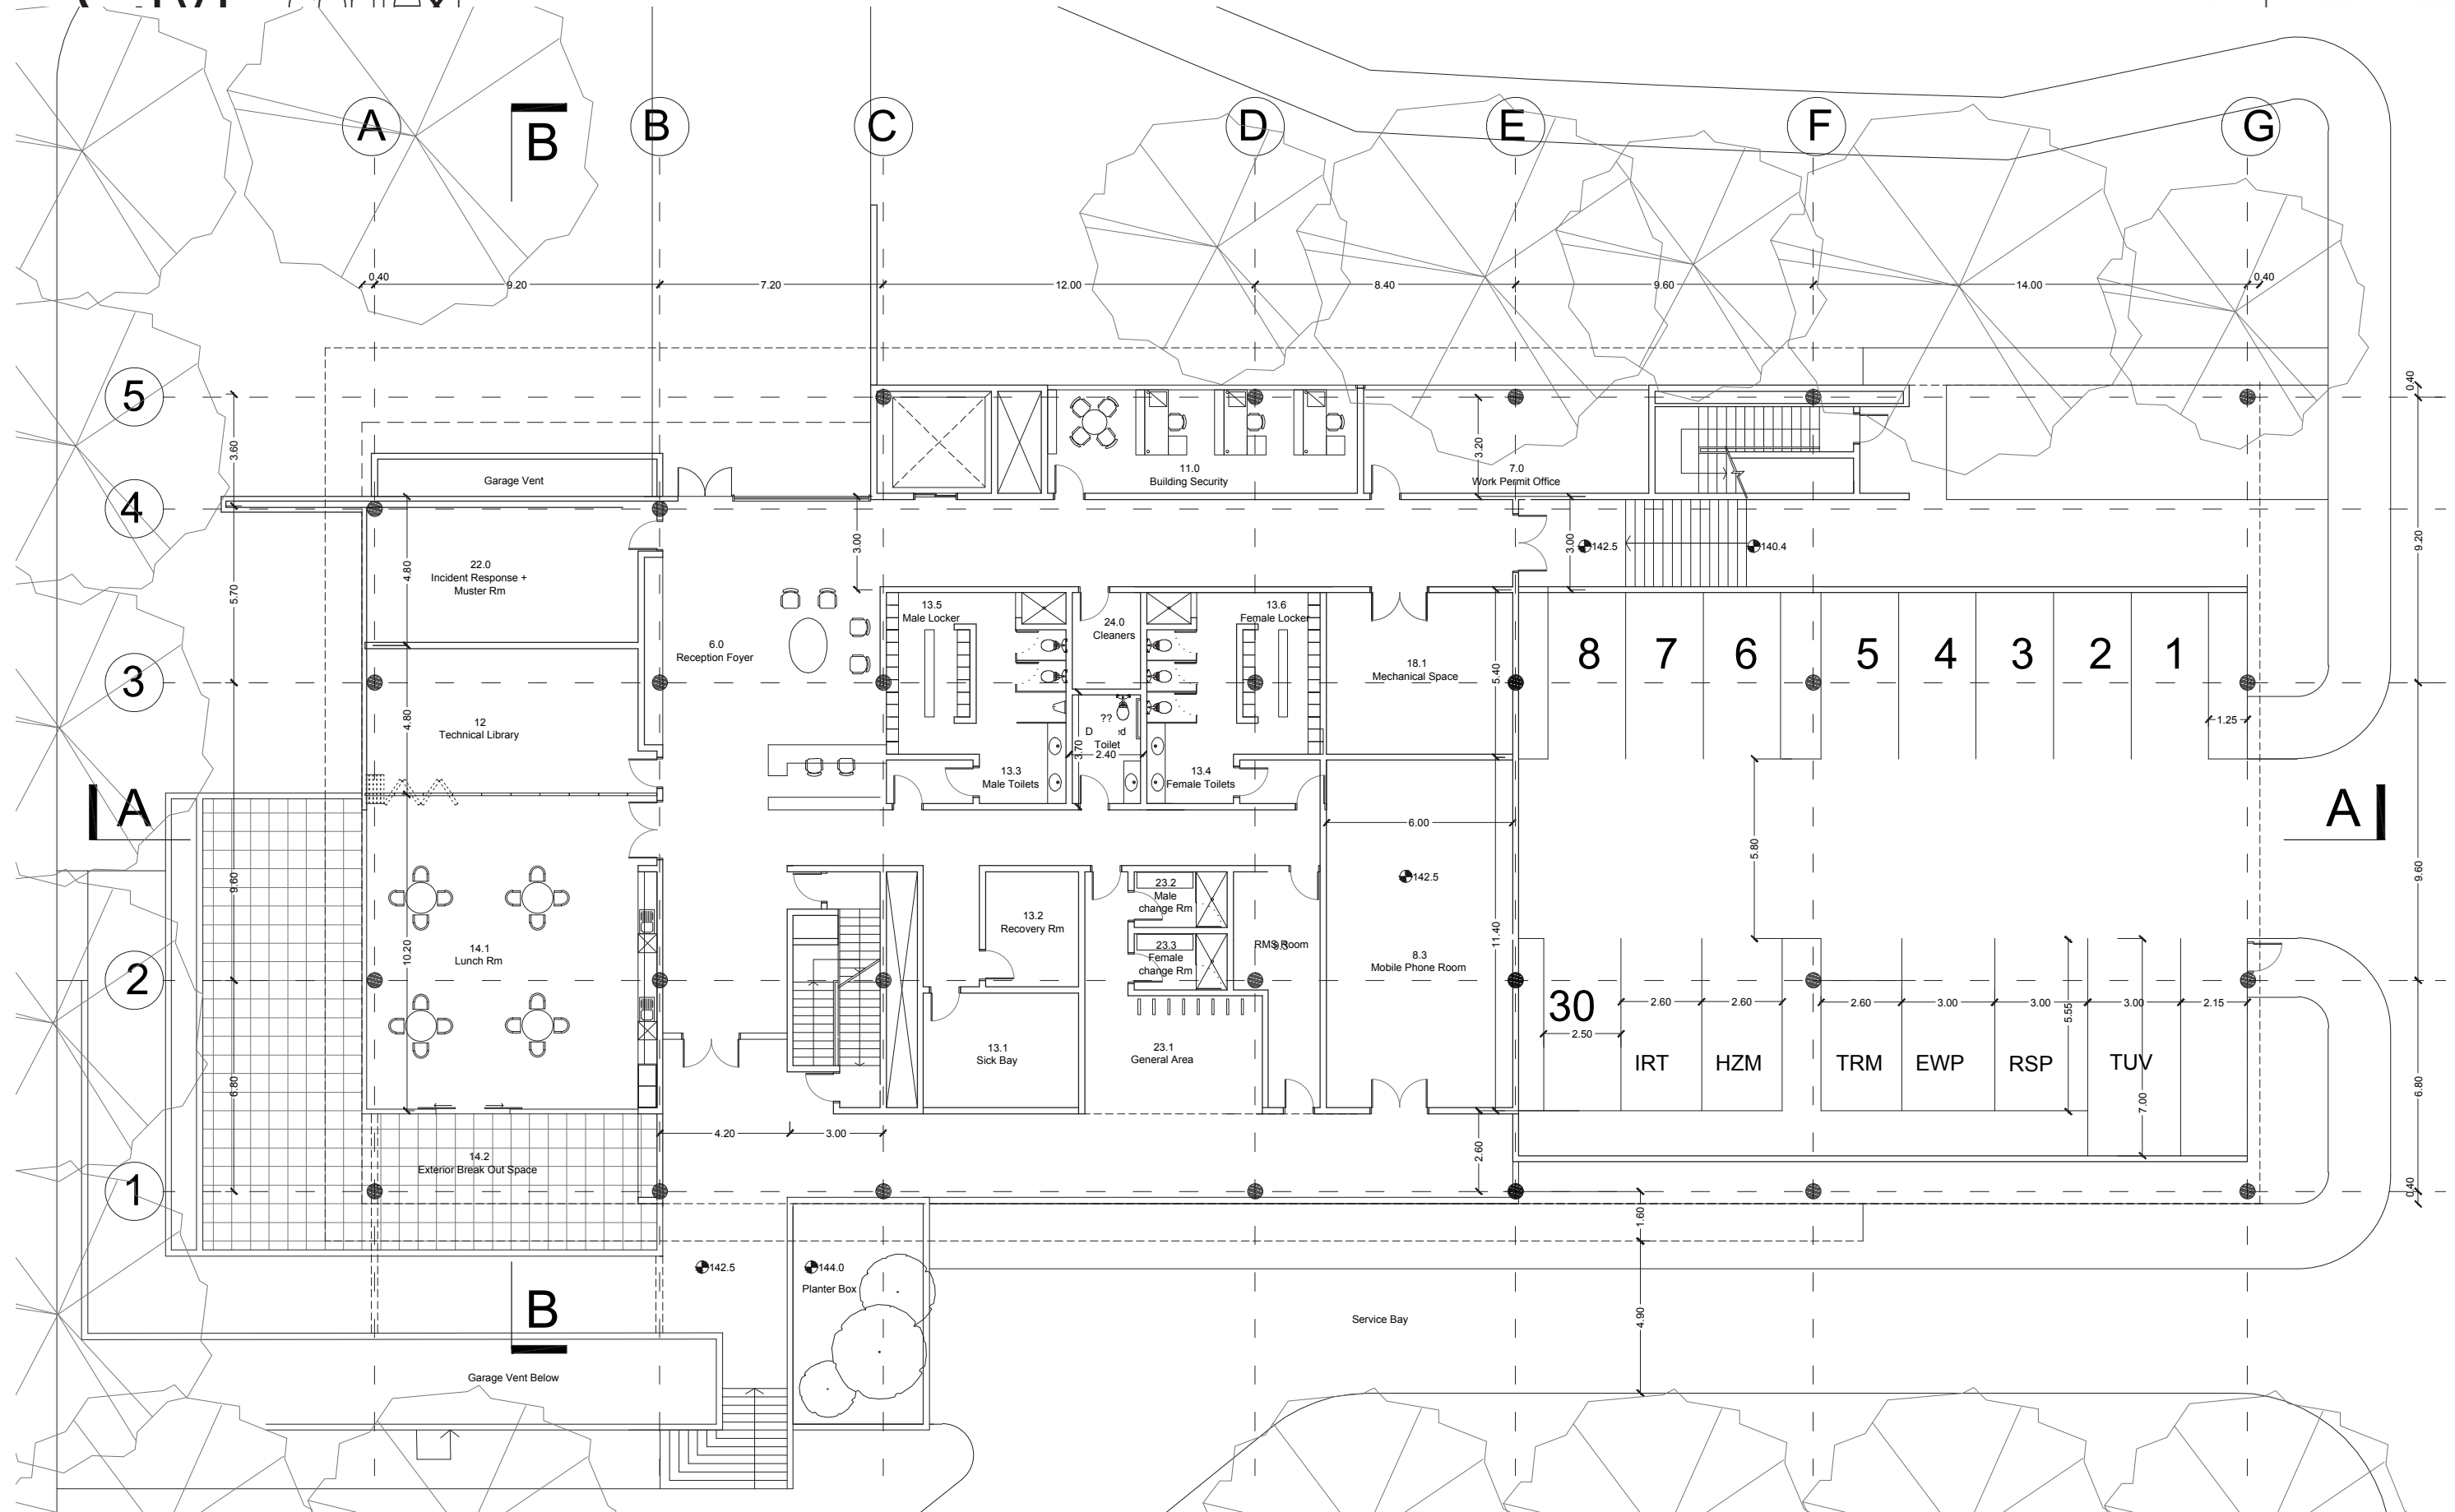 A
B
B
C
D
E
F
G
0.40
9.20
7.20
12.00
8.40
9.60
14.00
0.40
5
0.40
3.60
3.20
Garage Vent
11.0
Building Security
7.0
Work Permit Office
4
3.00
3.00
142.5
140.4
9.20
22.0
Incident Response +
Muster Rm
4.80
5.70
6.0
Reception Foyer
13.5
Male Locker
24.0
Cleaners
13.6
Female Locker
18.1
Mechanical Space
5.40
8
7
6
5
4
3
2
1
3
12
Technical Library
4.80
??
D
d
Toilet
2.40
3.70
1.25
13.3
Male Toilets
13.4
Female Toilets
A
A
6.00
5.80
9.60
9.60
142.5
23.2
Male
change Rm
13.2
Recovery Rm
14.1
Lunch Rm
10.20
23.3
Female
change Rm
RMS Room
8.3
Mobile Phone Room
11.40
2
30
2.50
2.60
2.60
2.60
3.00
3.00
5.55
3.00
2.15
IRT
HZM
TRM
EWP
RSP
TUV
7.00
13.1
Sick Bay
23.1
General Area
6.80
6.80
4.20
3.00
2.60
14.2
Exterior Break Out Space
1
0.40
1.60
142.5
144.0
Planter Box
B
Service Bay
4.90
Garage Vent Below